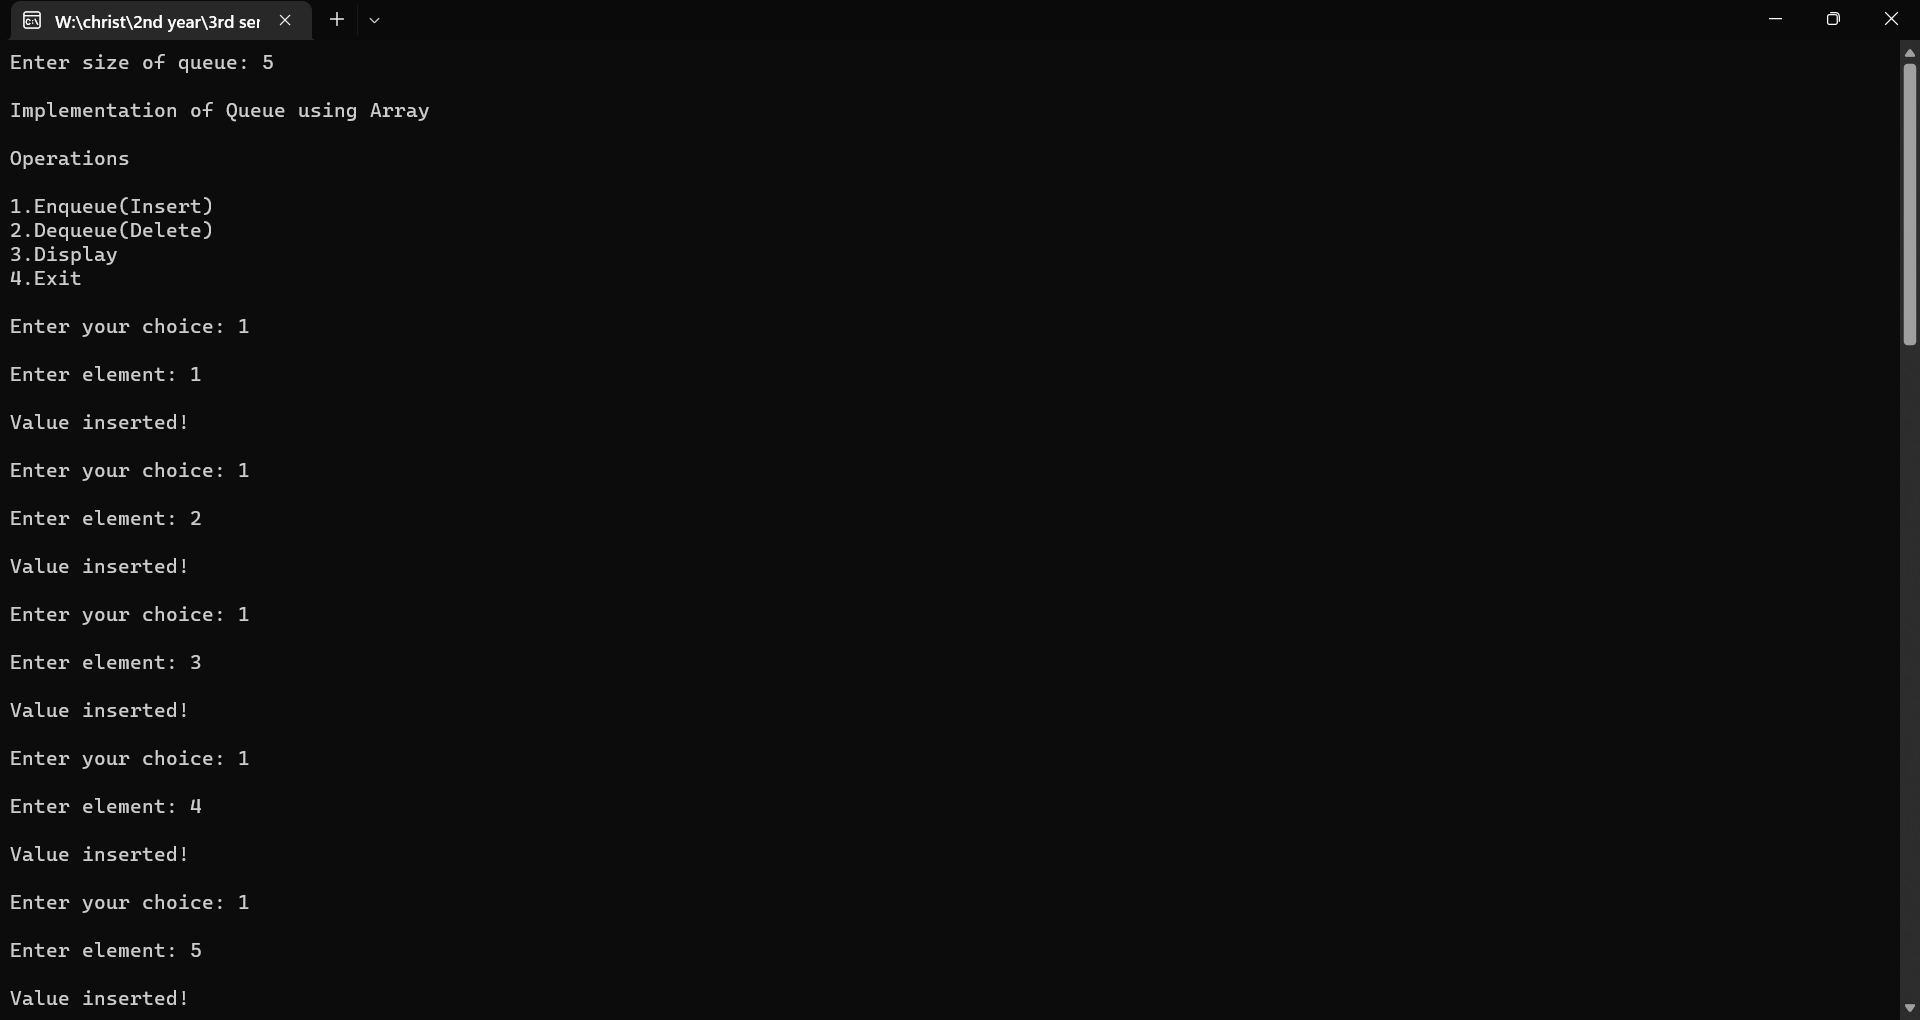 W:\christ\2nd year\3rd ser
Enter size of queue: 5
Implementation of Queue using Array
Operations
1.Enqueue(Insert)
2.Dequeue(Delete)
3.Display
4.Exit
Enter your choice: 1
Enter element: 1
Value inserted!
Enter your choice: 1
Enter element: 2
Value inserted!
Enter your choice: 1
Enter element: 3
Value inserted!
Enter your choice: 1
Enter element: 4
Value inserted!
Enter your choice: 1
Enter element: 5
Value inserted!